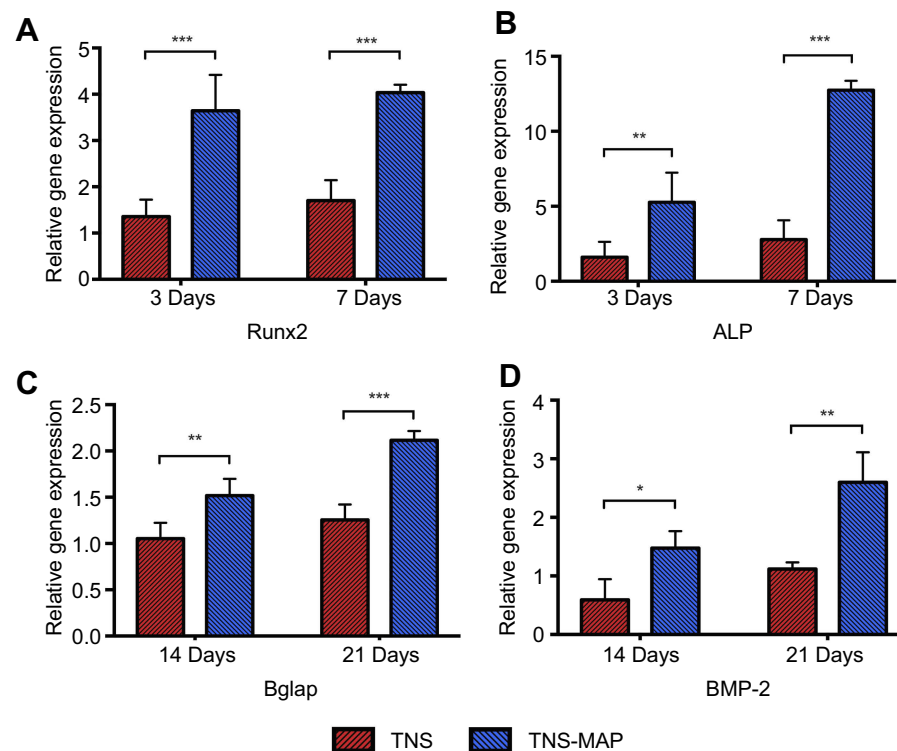 A
Relative gene expression
5
4
3
2
1
0
***
***
3 Days
7 Days
Runx2
B
Relative gene expression
15
10
5
0
**
***
3 Days
7 Days
ALP
C
Relative gene expression
2.5
2.0
1.5
1.0
0.5
0.0
**
***
14 Days
21 Days
Bglap
D
Relative gene expression
4
3
2
1
0
*
**
14 Days
21 Days
BMP-2
TNS
TNS-MAP